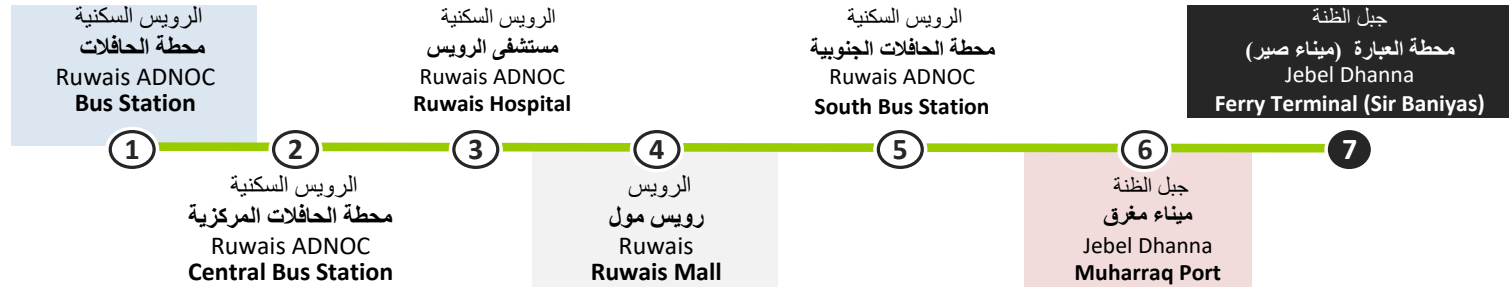 الرويس السكنية
محطة الحافلات
Ruwais ADNOC
Bus Station
1
الرويس السكنية
محطة الحافلات المركزية
Ruwais ADNOC
Central Bus Station
2
الرويس السكنية
مستشفى الرويس
Ruwais ADNOC
Ruwais Hospital
3
الرويس
رويس مول
Ruwais
Ruwais Mall
4
الرويس السكنية
محطة الحافلات الجنوبية
Ruwais ADNOC
South Bus Station
5
جبل الظنة
ميناء مغرق
Jebel Dhanna
Muharraq Port
6
جبل الظنة
محطة العبارة (ميناء صير)
Jebel Dhanna
Ferry Terminal (Sir Baniyas)
7